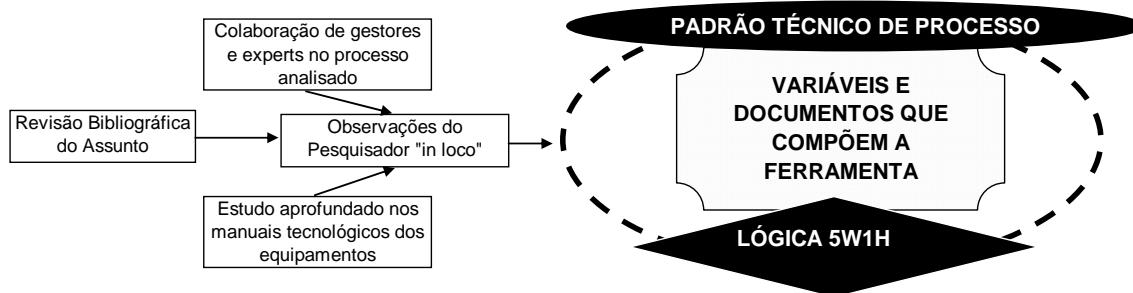 Colaboração de gestores
e experts no processo
analisado
Revisão Bibliográfica
do Assunto
Observações do
Pesquisador "in loco"
Estudo aprofundado nos
manuais tecnológicos dos
equipamentos
PADRÃO TÉCNICO DE PROCESSO
VARIÁVEIS E
DOCUMENTOS QUE
COMPÕEM A
FERRAMENTA
LÓGICA 5W1H